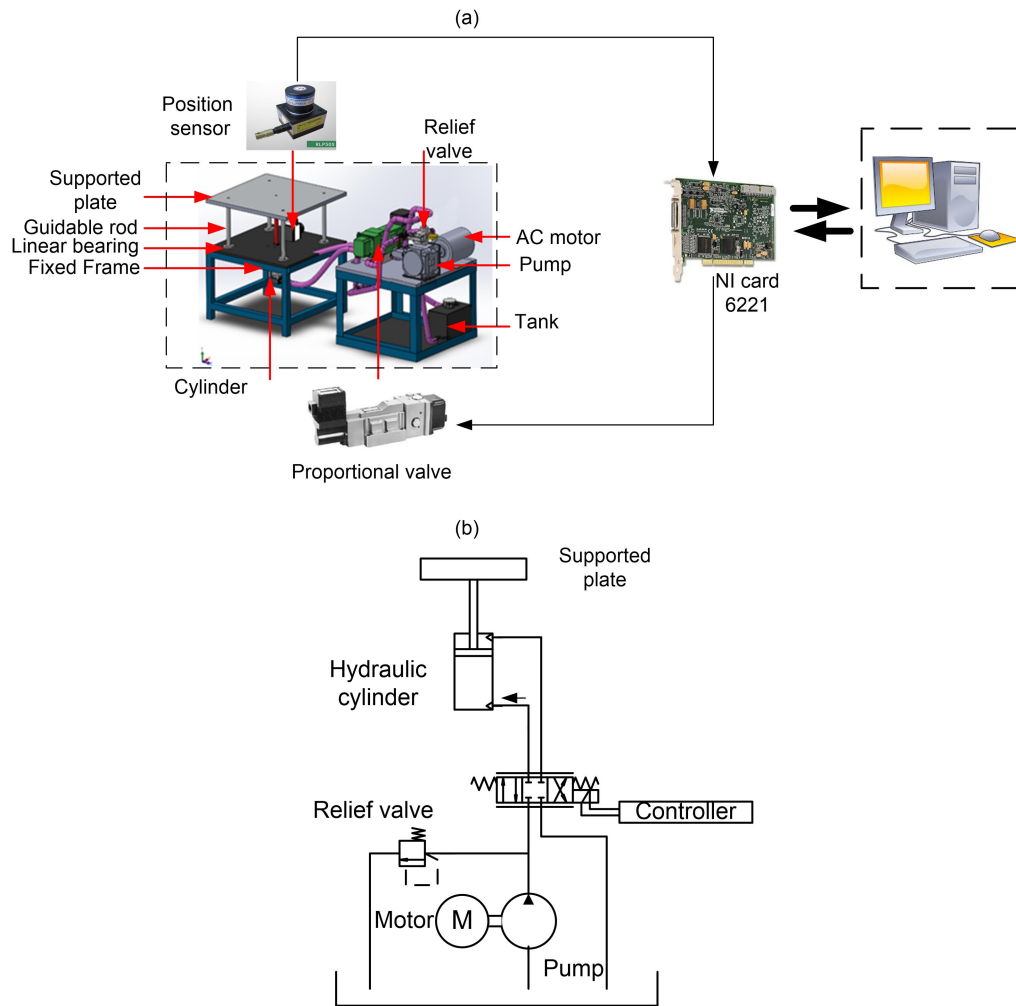 (a)
Position
sensor
Relief
valve
Supported
plate
Guidable rod
Linear bearing
Fixed Frame
AC motor
Pump
Tank
NI card
6221
Cylinder
Proportional valve
(b)
Supported
plate
Hydraulic
cylinder
Relief valve
Controller
Motor
M
Pump